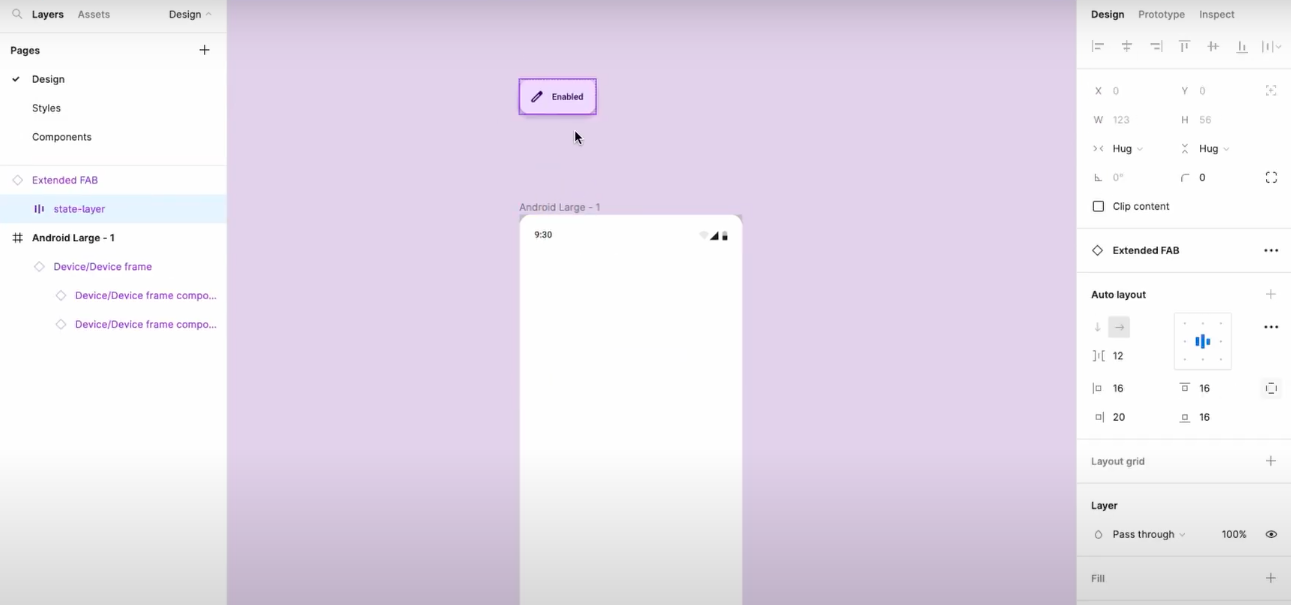 Layers Assets Design
Pages
Design
Styles
Components
Extended FAB
state-layer
Android Large - 1
Device/Device frame
Device/Device frame compo...
Device/Device frame compo...
Enabled
Android Large - 1
9:30
Design Prototype Inspect
X 0 Y 0
W 123 H 56
Hug Hug
0° 0
Clip content
Extended FAB
Auto layout
12
16 16
20 16
Layout grid
Layer
Pass through 100%
Fill